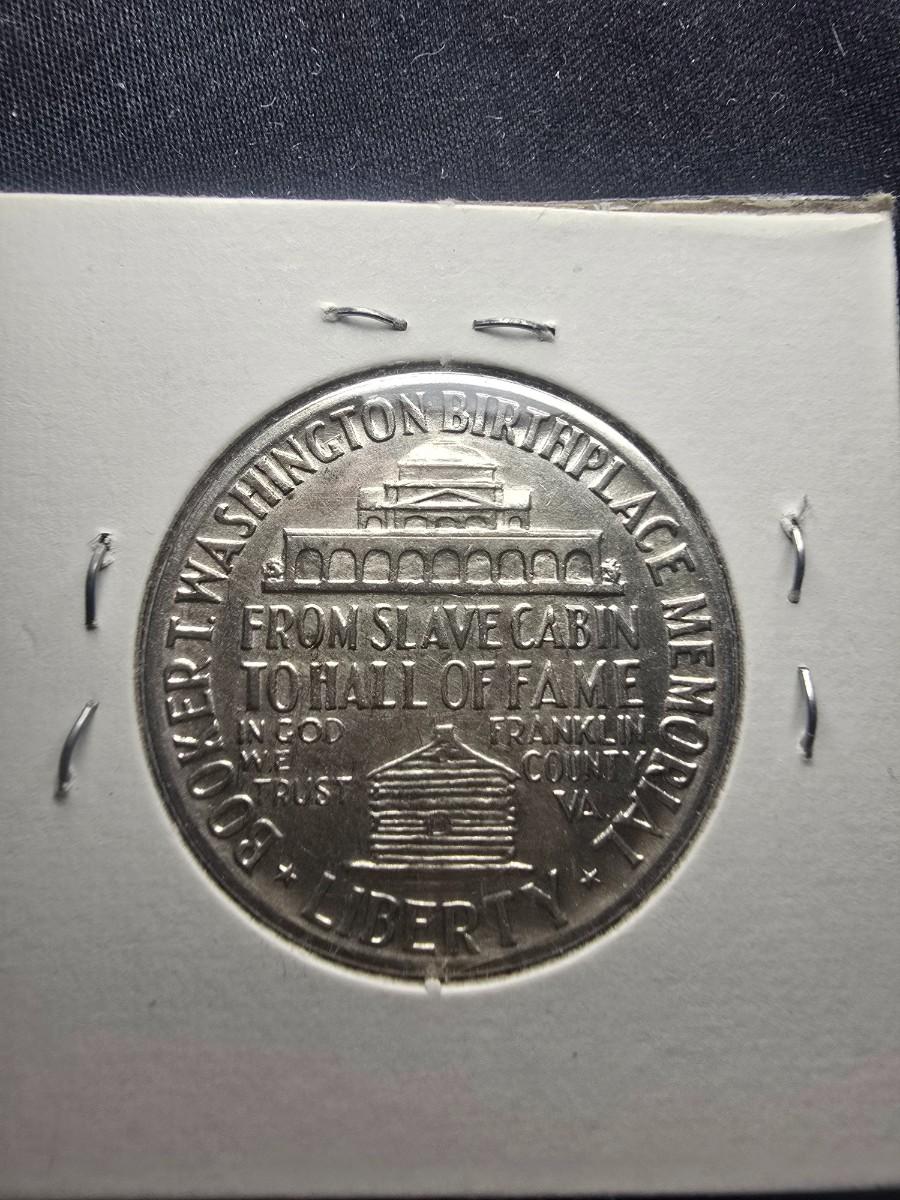 BOOKER T. WASHINGTON BIRTHPLACE MEMORIAL
FROM SLAVE CABIN
TO HALL OF FAME
IN GOD
WE
TRUST
FRANKLIN
COUNTY
VA.
LIBERTY